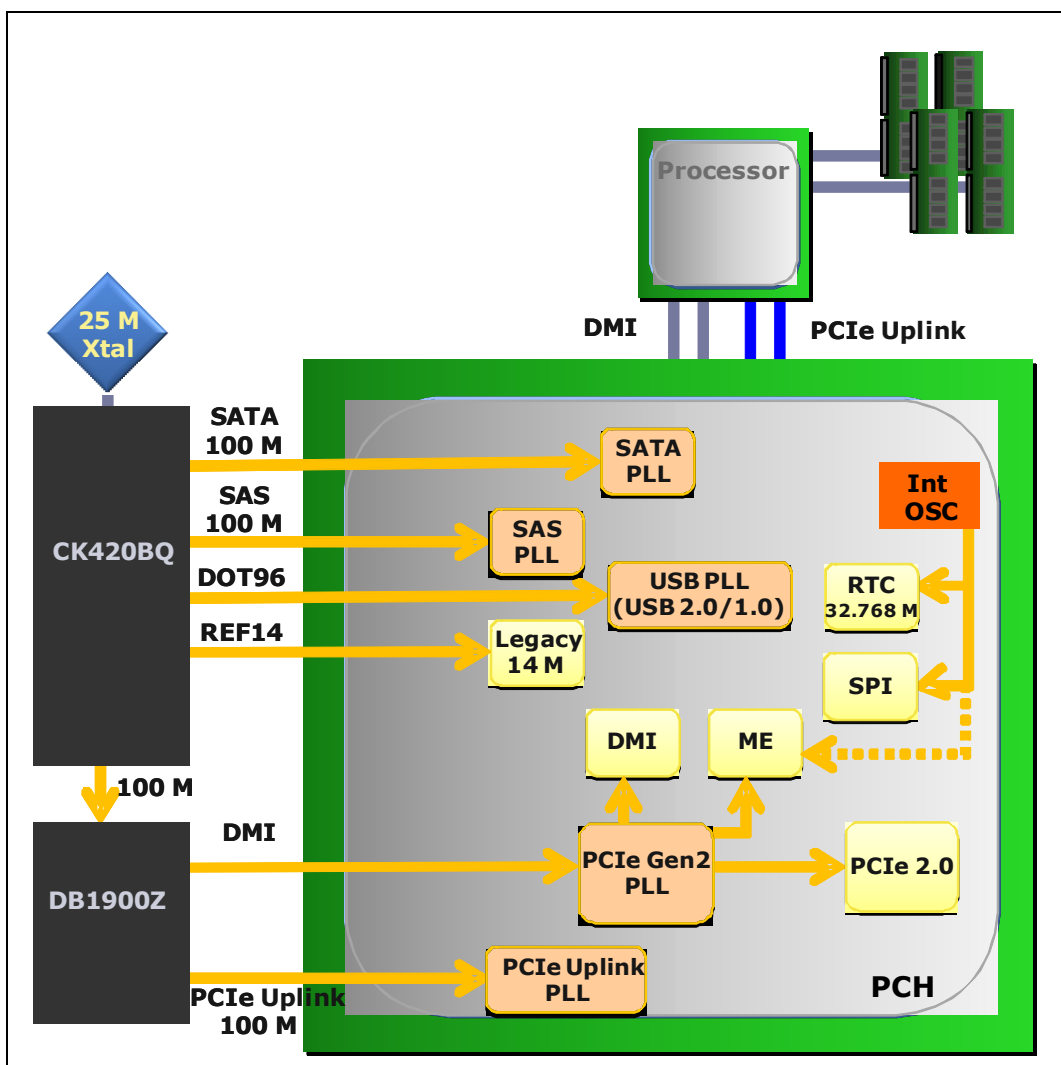 Processor
DMI
PCIe Uplink
25 M
Xtal
CK420BQ
SATA
100 M
SAS
100 M
DOT96
REF14
SATA
PLL
SAS
PLL
USB PLL
(USB 2.0/1.0)
Legacy
14 M
Int
OSC
RTC
32.768 M
SPI
DMI
ME
100 M
DB1900Z
DMI
PCIe Gen2
PLL
PCIe 2.0
PCIe Uplink
100 M
PCIe Uplink
PLL
PCH